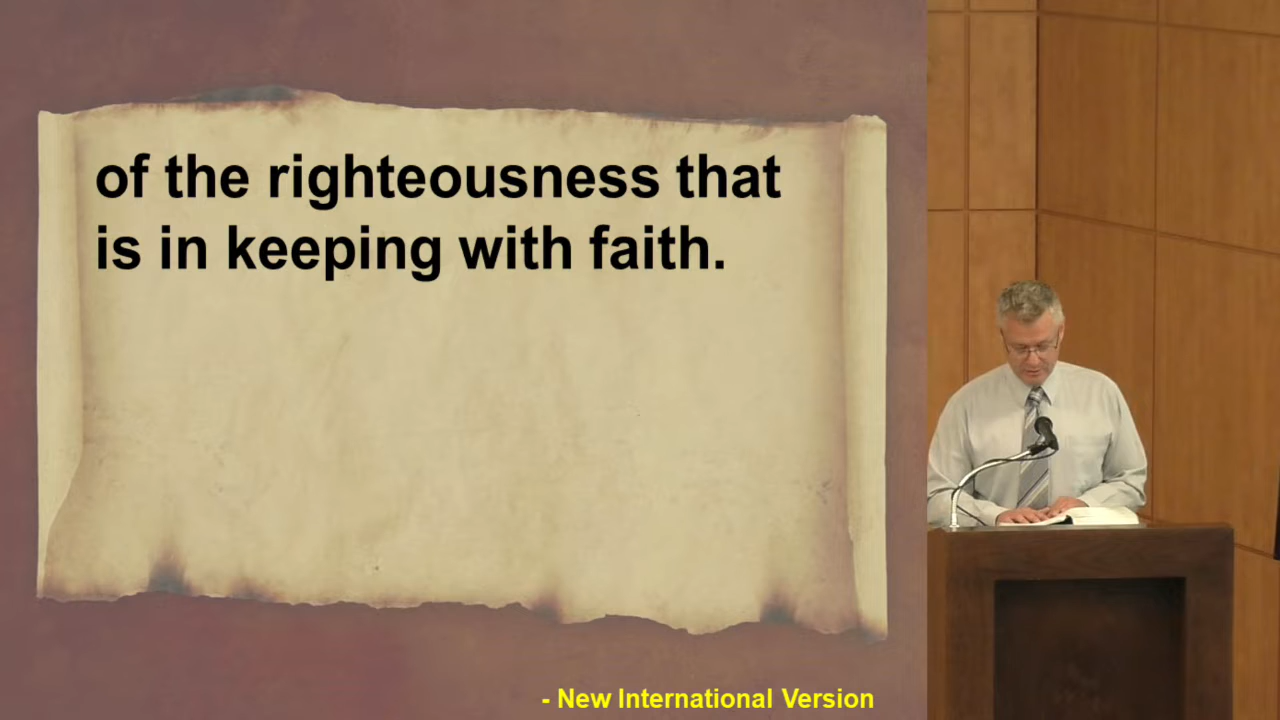 of the righteousness that
is in keeping with faith.
- New International Version